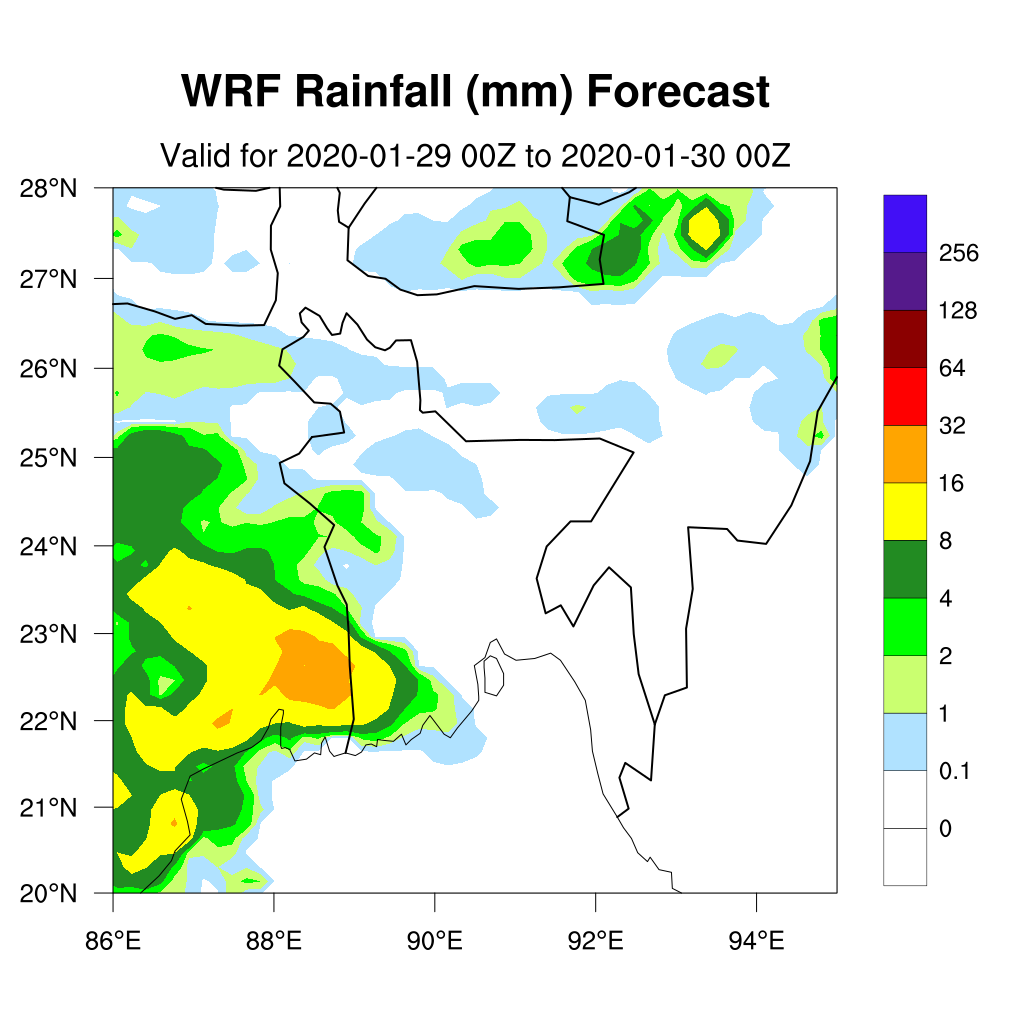 WRF Rainfall (mm) Forecast
Valid for 2020-01-29 00Z to 2020-01-30 00Z
28°N
27°N
26°N
25°N
24°N
23°N
22°N
21°N
20°N
86°E 88°E 90°E 92°E 94°E
256
128
64
32
16
8
4
2
1
0.1
0